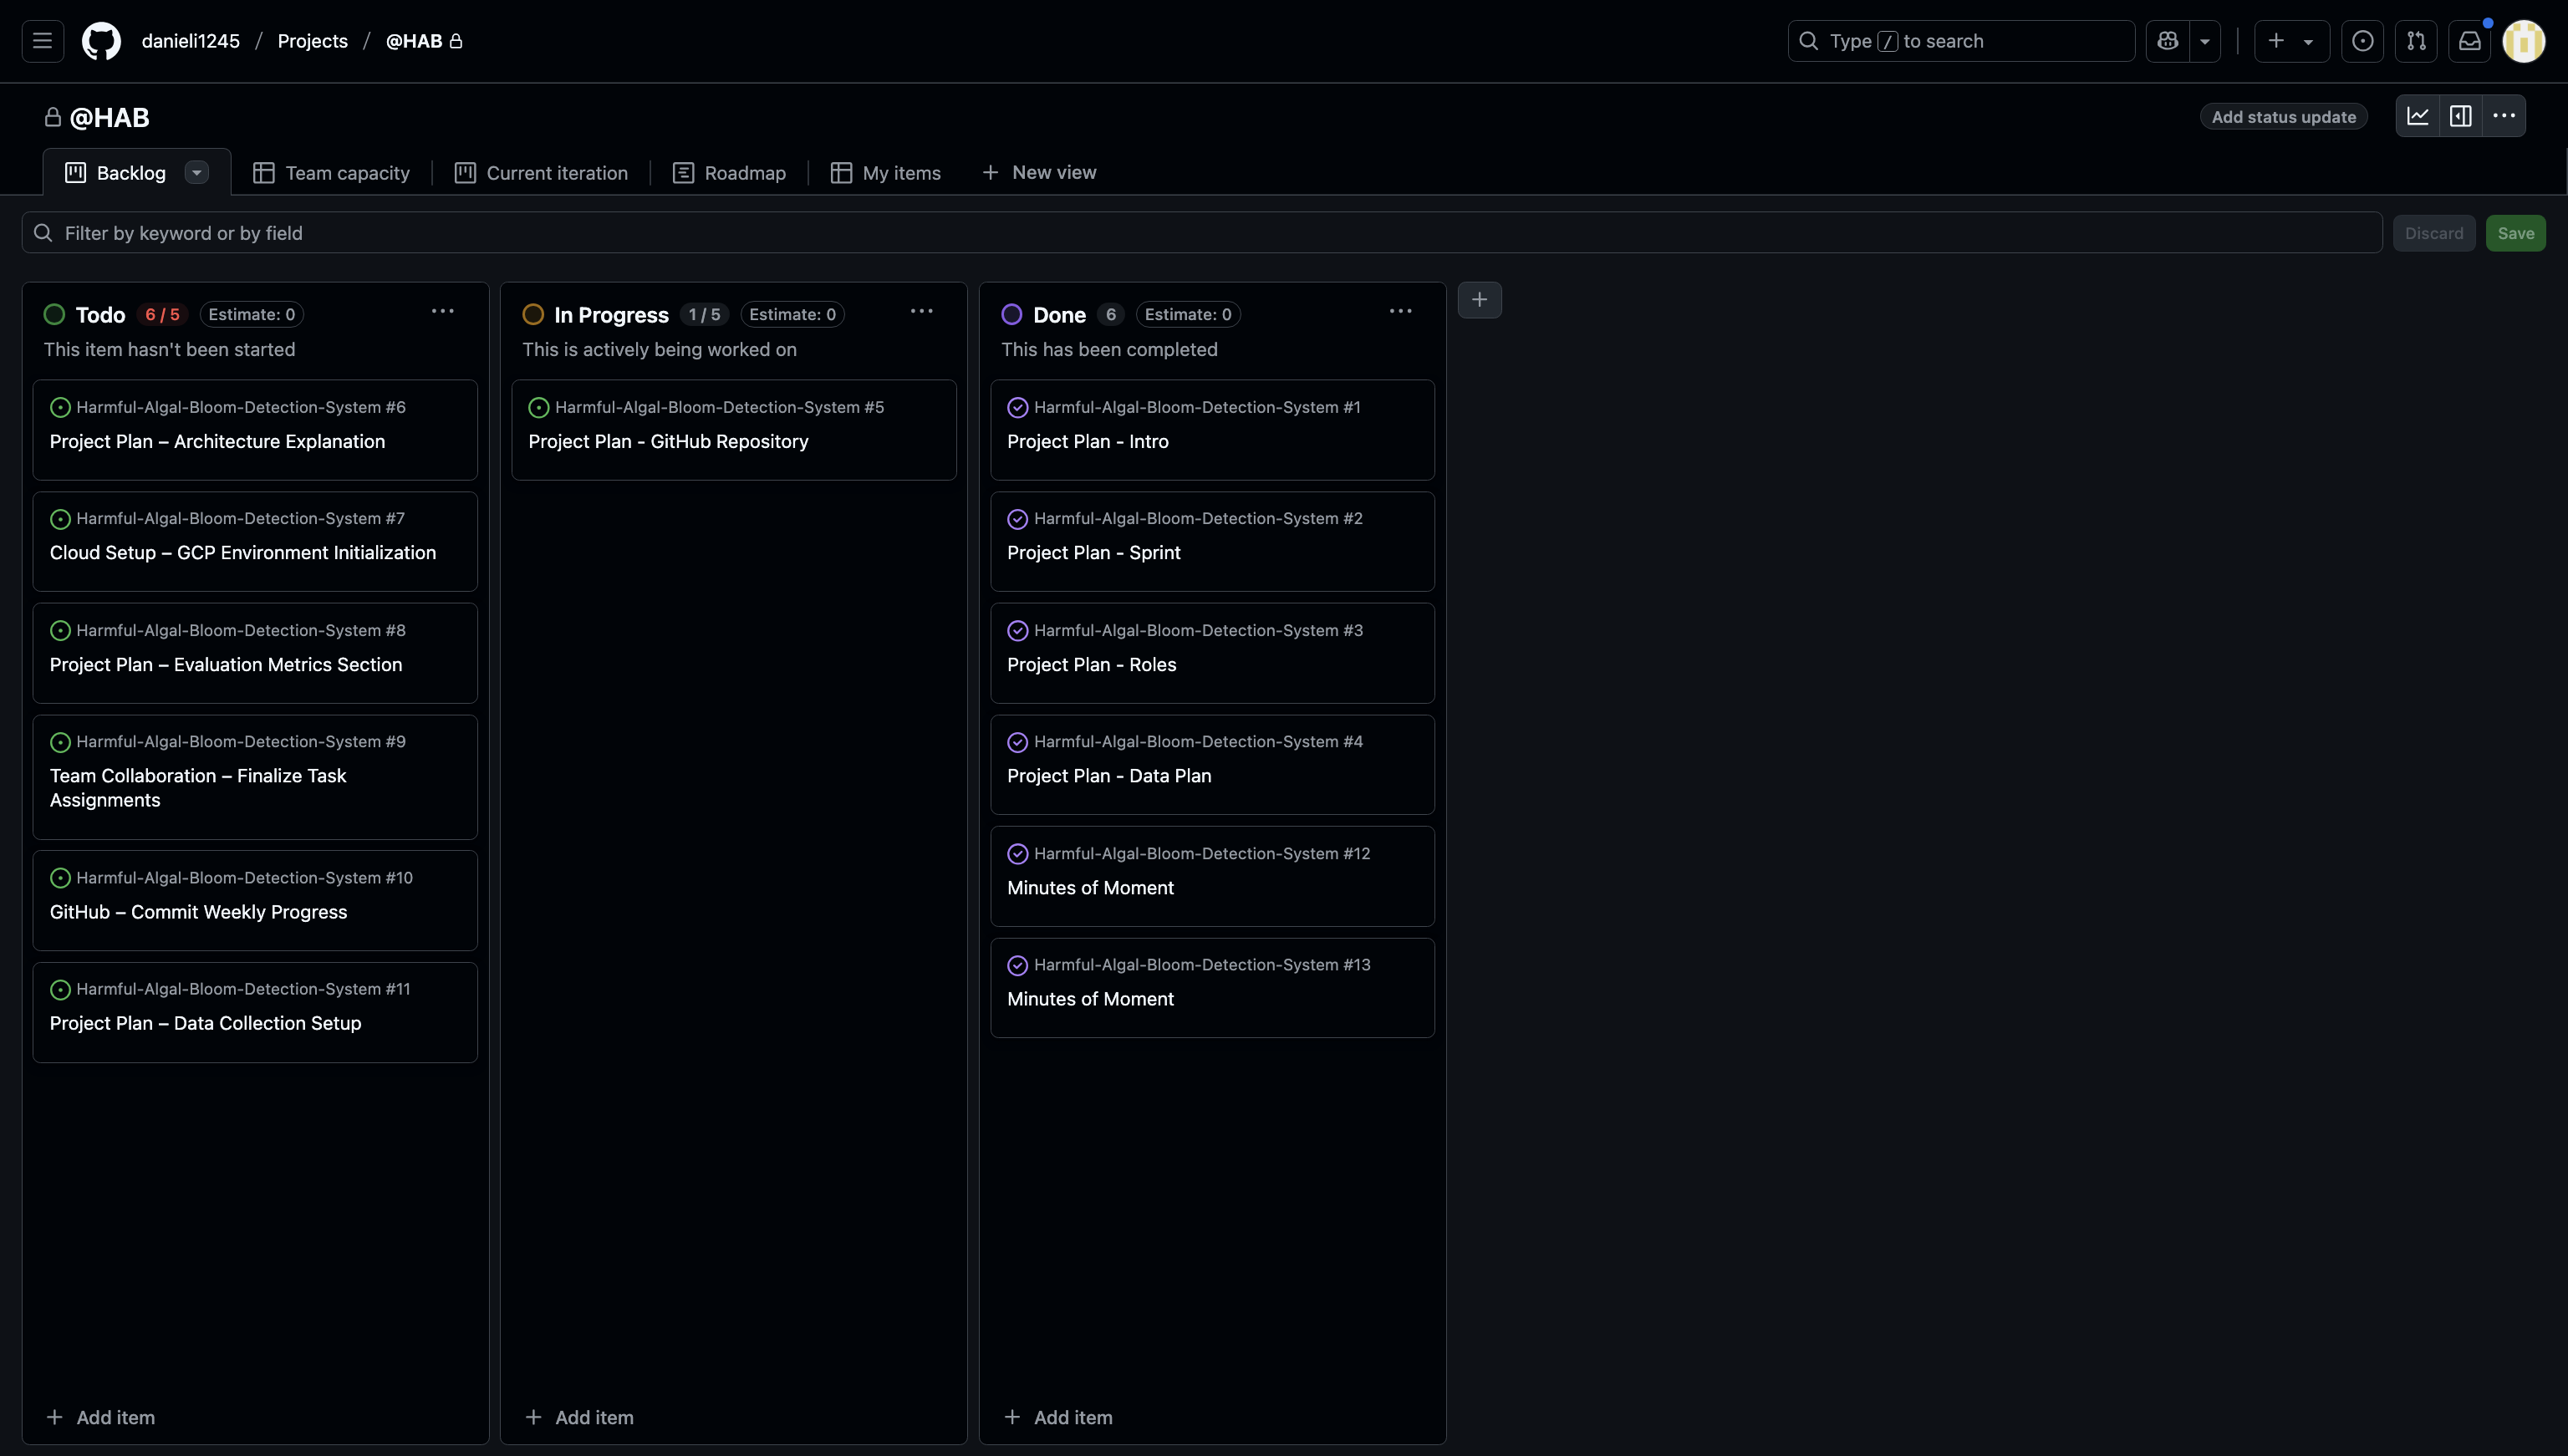 danieli1245 / Projects / @HAB
Type / to search
@HAB
Add status update
Backlog
Team capacity
Current iteration
Roadmap
My items
New view
Filter by keyword or by field
Discard
Save
Todo 6 / 5 Estimate: 0
This item hasn't been started
Harmful-Algal-Bloom-Detection-System #6
Project Plan – Architecture Explanation
Harmful-Algal-Bloom-Detection-System #7
Cloud Setup – GCP Environment Initialization
Harmful-Algal-Bloom-Detection-System #8
Project Plan – Evaluation Metrics Section
Harmful-Algal-Bloom-Detection-System #9
Team Collaboration – Finalize Task
Assignments
Harmful-Algal-Bloom-Detection-System #10
GitHub – Commit Weekly Progress
Harmful-Algal-Bloom-Detection-System #11
Project Plan – Data Collection Setup
Add item
In Progress 1 / 5 Estimate: 0
This is actively being worked on
Harmful-Algal-Bloom-Detection-System #5
Project Plan - GitHub Repository
Add item
Done 6 Estimate: 0
This has been completed
Harmful-Algal-Bloom-Detection-System #1
Project Plan - Intro
Harmful-Algal-Bloom-Detection-System #2
Project Plan - Sprint
Harmful-Algal-Bloom-Detection-System #3
Project Plan - Roles
Harmful-Algal-Bloom-Detection-System #4
Project Plan - Data Plan
Harmful-Algal-Bloom-Detection-System #12
Minutes of Moment
Harmful-Algal-Bloom-Detection-System #13
Minutes of Moment
Add item